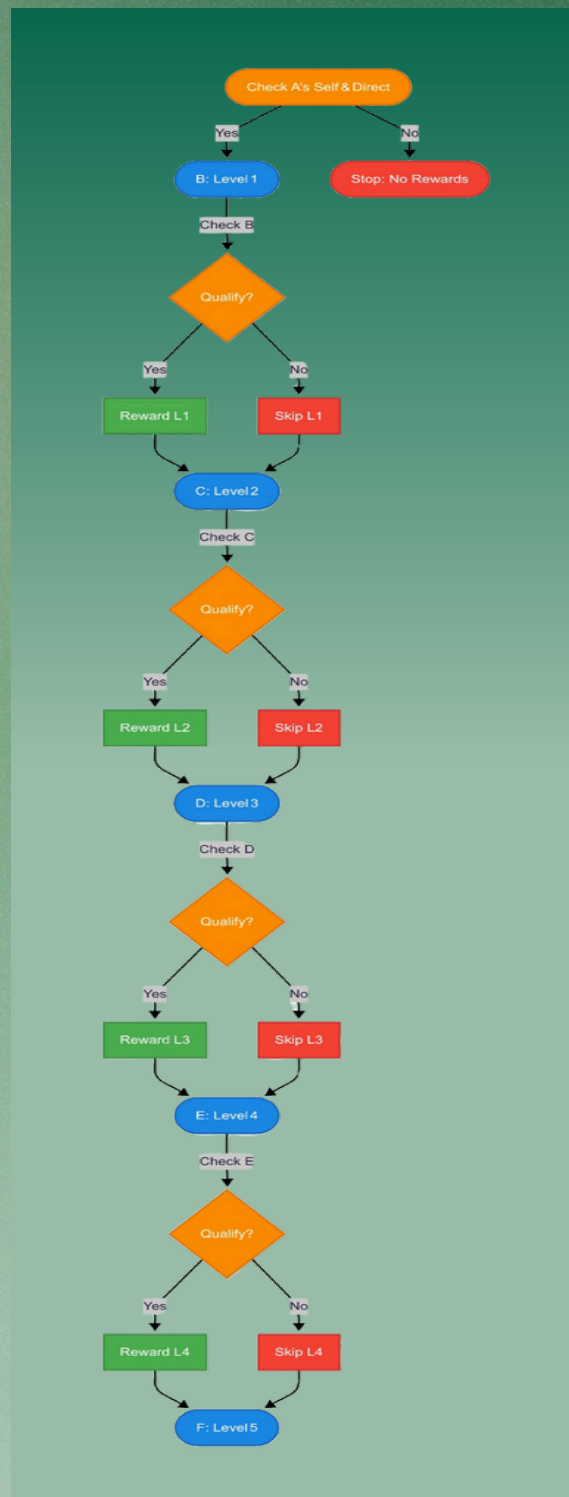 Check A's Self & Direct
Yes
No
B: Level 1
Stop: No Rewards
Check B
Qualify?
Yes
No
Reward L1
Skip L1
C: Level 2
Check C
Qualify?
Yes
No
Reward L2
Skip L2
D: Level 3
Check D
Qualify?
Yes
No
Reward L3
Skip L3
E: Level 4
Check E
Qualify?
Yes
No
Reward L4
Skip L4
F: Level 5